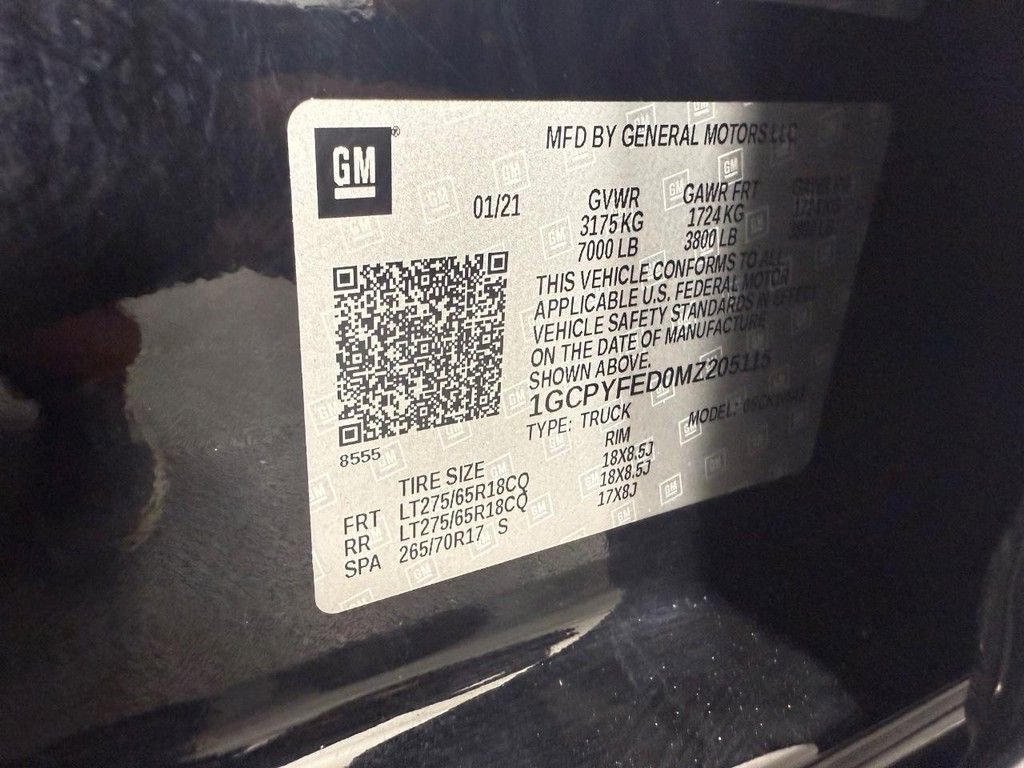 GM
MFD BY GENERAL MOTORS LLC
01/21
GVWR GAWR FRT
3175KG 1724 KG
7000 LB 3800 LB
THIS VEHICLE CONFORMS TO ALL
APPLICABLE U.S. FEDERAL MOTOR
VEHICLE SAFETY STANDARDS IN EFFECT
ON THE DATE OF MANUFACTURE
SHOWN ABOVE.
1GCPYFED0MZ205115
TYPE: TRUCK MODEL:
8555
TIRE SIZE RIM
FRT LT275/65R18CQ 18X8.5J
RR LT275/65R18CQ 18X8.5J
SPA 265/70R17 S 17X8J